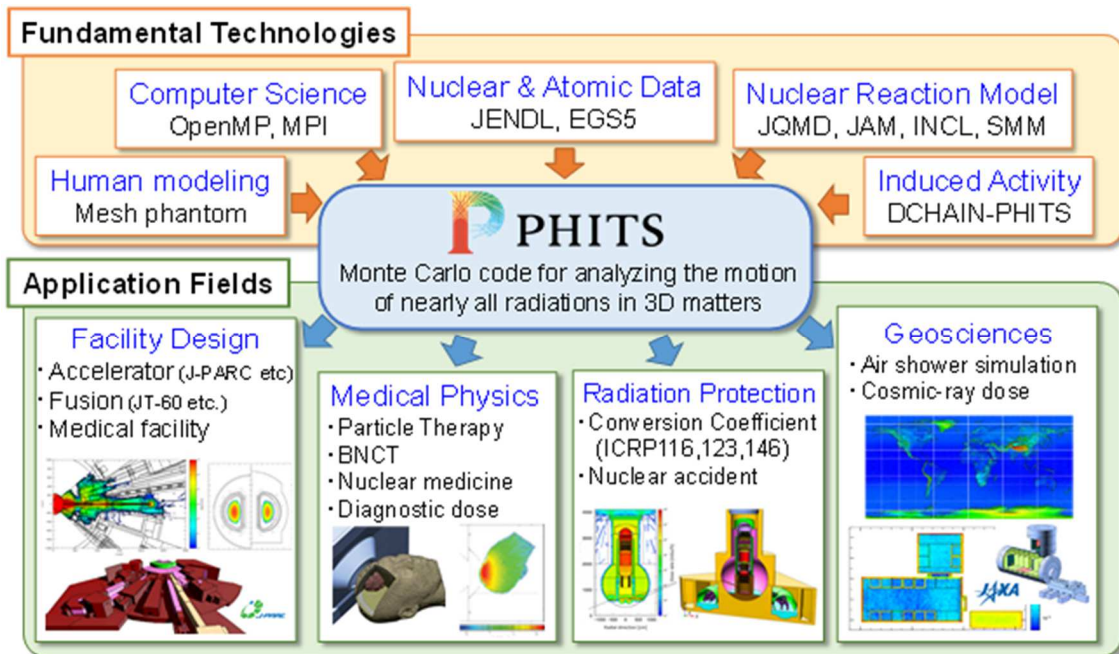 Fundamental Technologies
Computer Science
OpenMP, MPI
Nuclear & Atomic Data
JENDL, EGS5
Nuclear Reaction Model
JQMD, JAM, INCL, SMM
Human modeling
Mesh phantom
Induced Activity
DCHAIN-PHITS
PHITS
Monte Carlo code for analyzing the motion
of nearly all radiations in 3D matters
Application Fields
Facility Design
・Accelerator (J-PARC etc)
・Fusion (JT-60 etc.)
・Medical facility
J-PARC
Medical Physics
・Particle Therapy
・BNCT
・Nuclear medicine
・Diagnostic dose
Radiation Protection
・Conversion Coefficient
(ICRP116,123,146)
・Nuclear accident
Geosciences
・Air shower simulation
・Cosmic-ray dose
JAXA